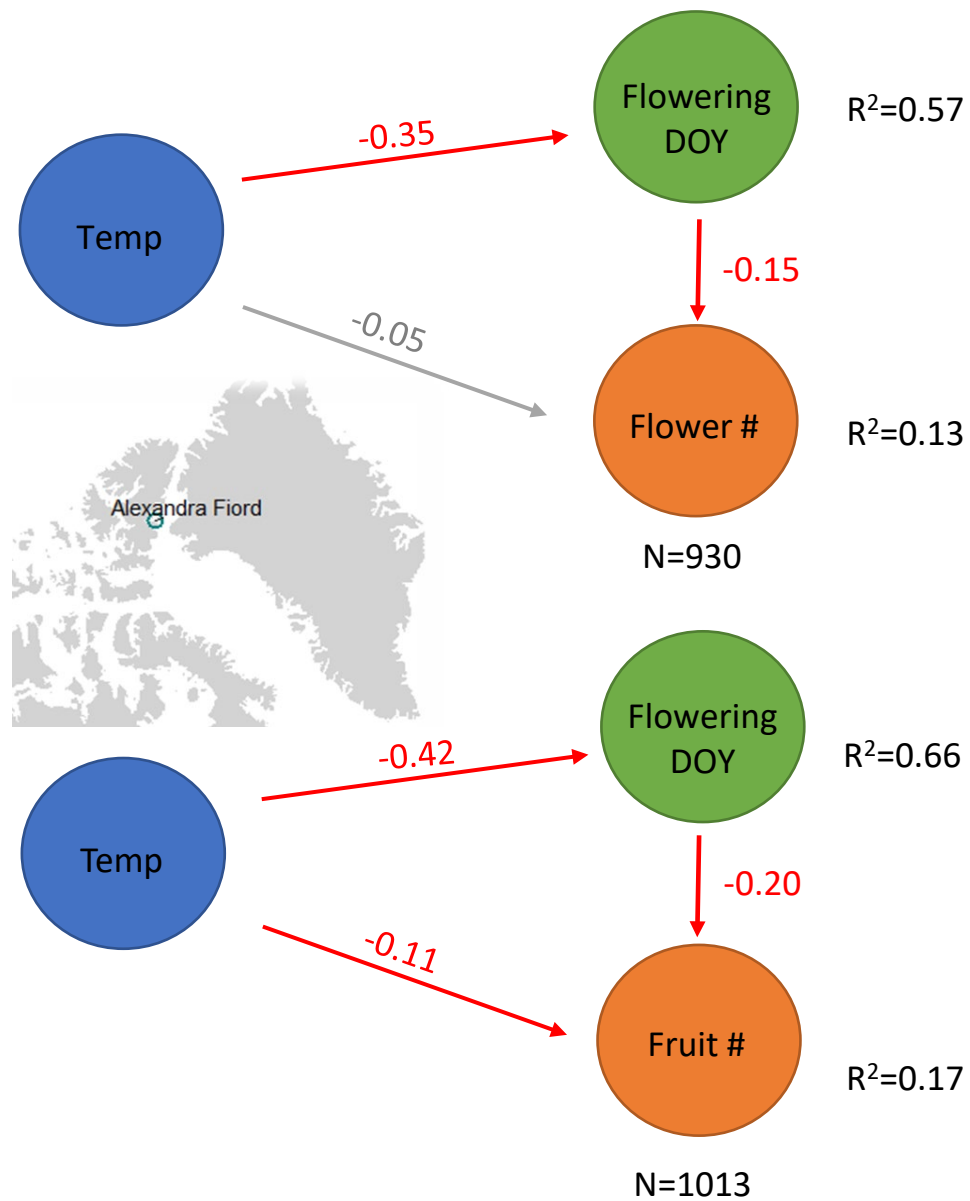 Flowering
DOY
R²=0.57
-0.35
Temp
-0.15
-0.05
Flower #
R²=0.13
Alexandra Fiord
N=930
Flowering
DOY
R²=0.66
-0.42
Temp
-0.20
-0.11
Fruit #
R²=0.17
N=1013